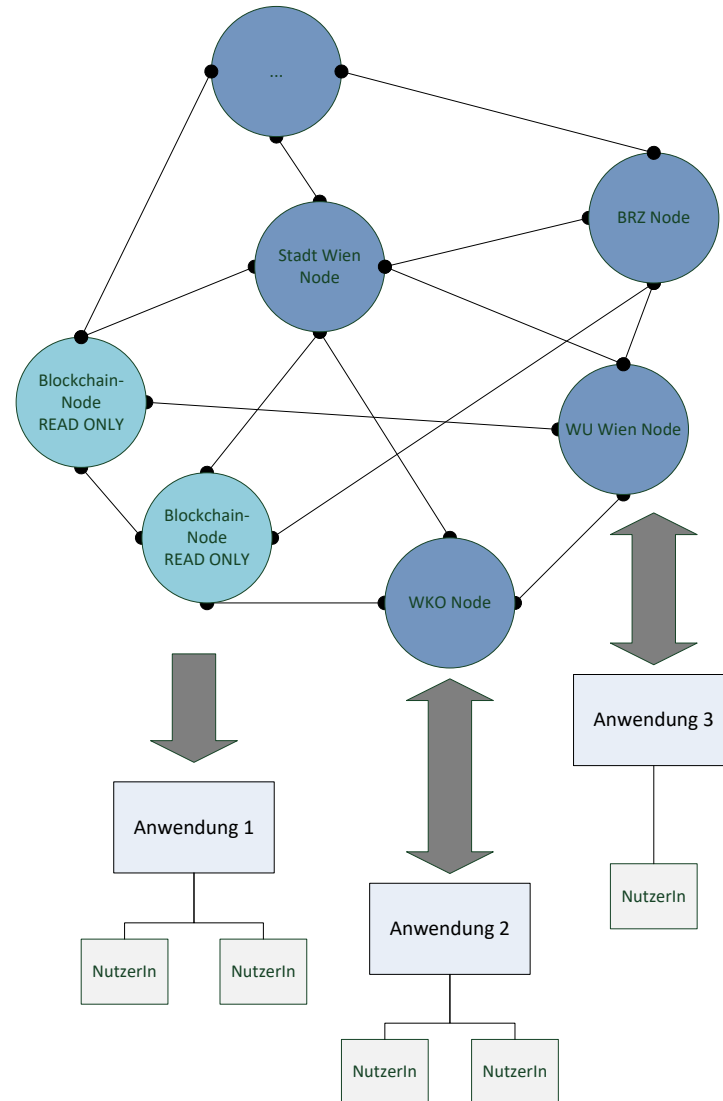 ...
BRZ Node
Stadt Wien
Node
Blockchain-
Node
READ ONLY
WU Wien Node
Blockchain-
Node
READ ONLY
WKO Node
Anwendung 3
Anwendung 1
NutzerIn
Anwendung 2
NutzerIn
NutzerIn
NutzerIn
NutzerIn